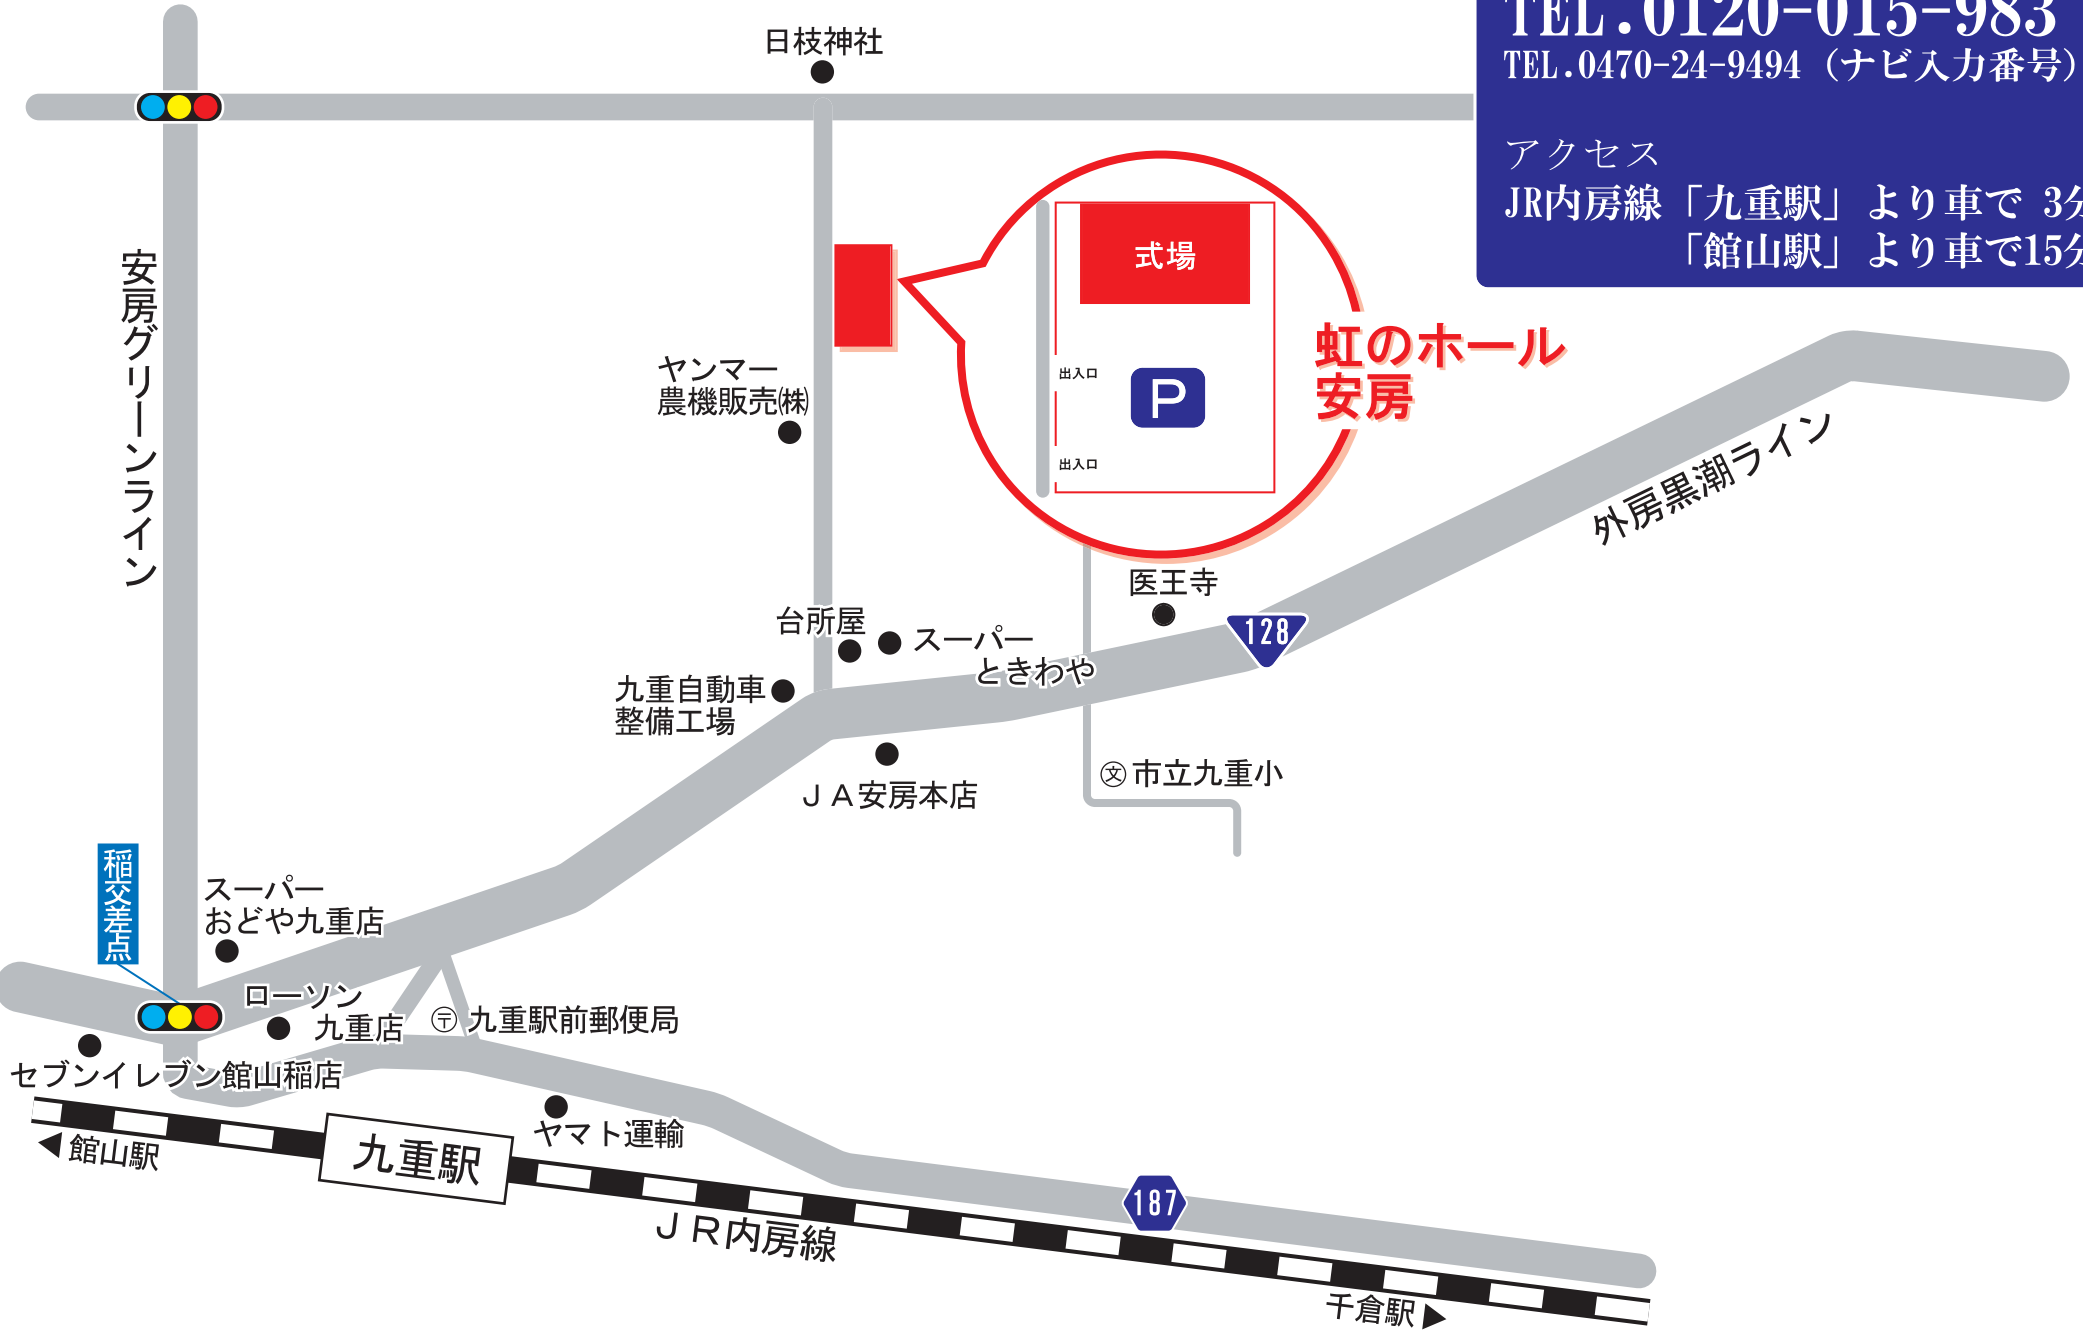 TEL.0120-015-983
TEL.0470-24-9494（ナビ入力番号）
アクセス
JR内房線「九重駅」より車で 3分
「館山駅」より車で15分
日枝神社
安房グリーンライン
式場
出入口
P
出入口
虹のホール
安房
ヤンマー
農機販売㈱
外房黒潮ライン
医王寺
128
台所屋
スーパー
ときわや
九重自動車
整備工場
ＪＡ安房本店
文 市立九重小
稲交差点
スーパー
おどや九重店
ローソン
九重店
〒 九重駅前郵便局
セブンイレブン館山稲店
ヤマト運輸
館山駅
九重駅
ＪＲ内房線
187
千倉駅